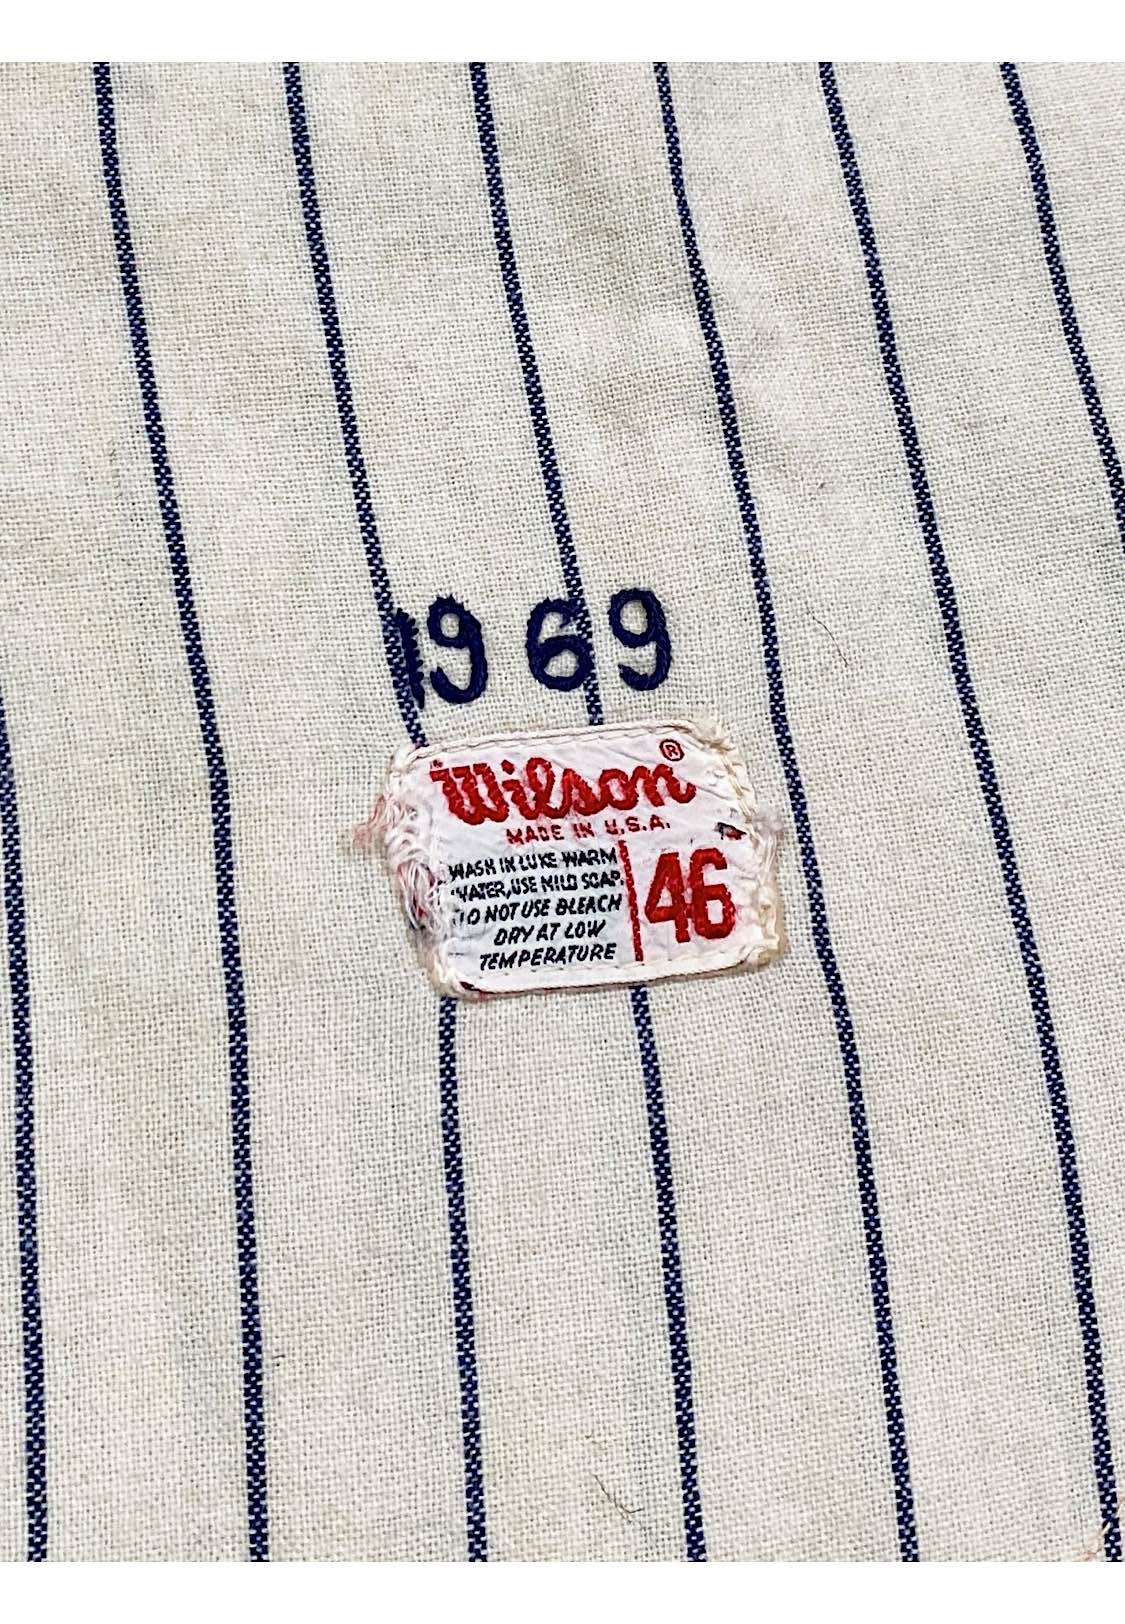 1969
Wilson®
MADE IN U.S.A.
WASH IN LUKE WARM
WATER, USE MILD SOAP.
DO NOT USE BLEACH
DRY AT LOW
TEMPERATURE
46